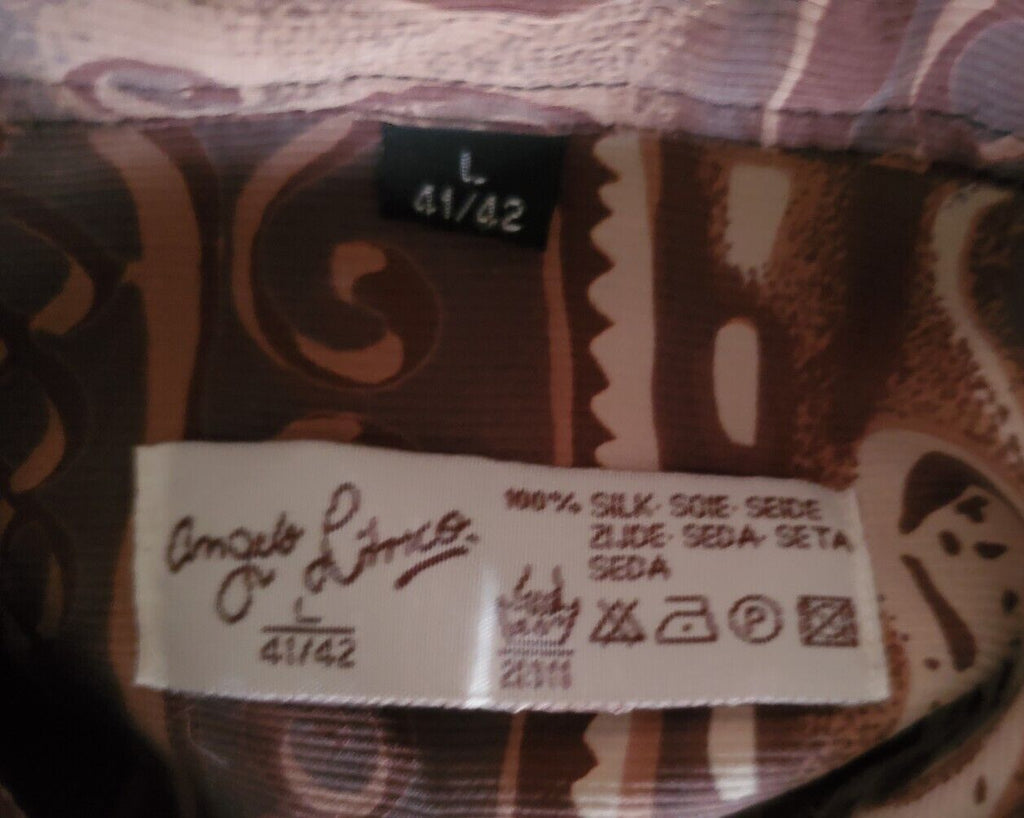 L
41/42
angelo Litrico.
L
41/42
100% SILK· SOIE· SEIDE
ZIJDE· SEDA· SETA
SEDA
P